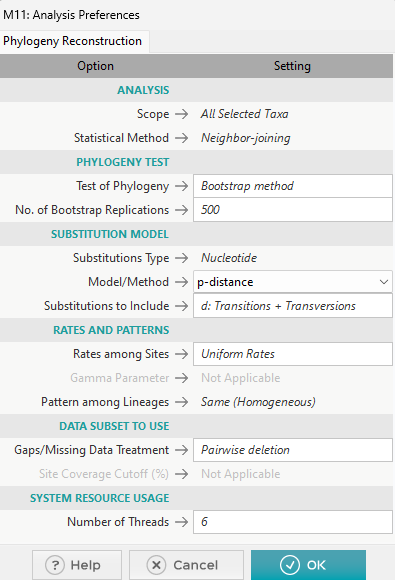 M11: Analysis Preferences
Phylogeny Reconstruction
Option Setting
ANALYSIS
Scope → All Selected Taxa
Statistical Method → Neighbor-joining
PHYLOGENY TEST
Test of Phylogeny → Bootstrap method
No. of Bootstrap Replications → 500
SUBSTITUTION MODEL
Substitutions Type → Nucleotide
Model/Method → p-distance
Substitutions to Include → d: Transitions + Transversions
RATES AND PATTERNS
Rates among Sites → Uniform Rates
Gamma Parameter → Not Applicable
Pattern among Lineages → Same (Homogeneous)
DATA SUBSET TO USE
Gaps/Missing Data Treatment → Pairwise deletion
Site Coverage Cutoff (%) → Not Applicable
SYSTEM RESOURCE USAGE
Number of Threads → 6
? Help Cancel OK